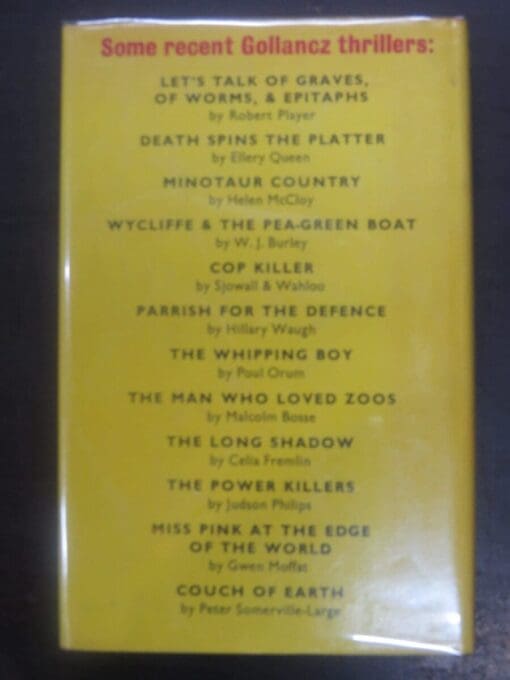 Some recent Gollancz thrillers:
LET'S TALK OF GRAVES,
OF WORMS, & EPITAPHS
by Robert Player
DEATH SPINS THE PLATTER
by Ellery Queen
MINOTAUR COUNTRY
by Helen McCloy
WYCLIFFE & THE PEA-GREEN BOAT
by W. J. Burley
COP KILLER
by Sjowall & Wahloo
PARRISH FOR THE DEFENCE
by Hillary Waugh
THE WHIPPING BOY
by Poul Orum
THE MAN WHO LOVED ZOOS
by Malcolm Bosse
THE LONG SHADOW
by Celia Fremlin
THE POWER KILLERS
by Judson Philips
MISS PINK AT THE EDGE
OF THE WORLD
by Gwen Moffat
COUCH OF EARTH
by Peter Somerville-Large